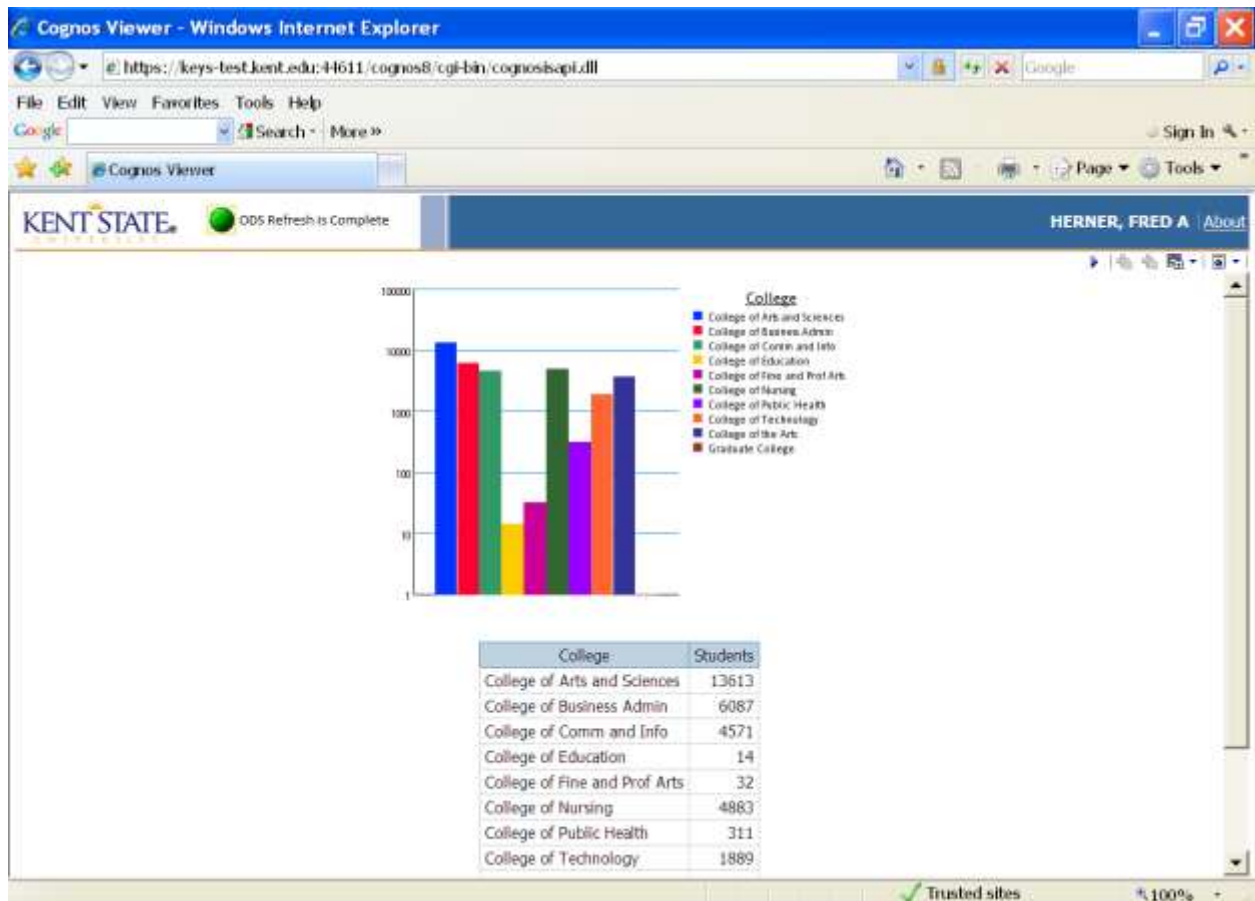 Cognos Viewer - Windows Internet Explorer
https://keys-test.kent.edu:44611/cognos8/cgi-bin/cognosisapi.dll
Google
File Edit View Favorites Tools Help
Google Search More »
Sign In
Cognos Viewer
Page Tools
KENT STATE.
UNIVERSITY
ODS Refresh is Complete
HERNER, FRED A About
100000
10000
1000
100
10
1
College
College of Arts and Sciences
College of Business Admin
College of Comm and Info
College of Education
College of Fine and Prof Arts
College of Nursing
College of Public Health
College of Technology
College of the Arts
Graduate College
College Students
College of Arts and Sciences 13613
College of Business Admin 6087
College of Comm and Info 4571
College of Education 14
College of Fine and Prof Arts 32
College of Nursing 4883
College of Public Health 311
College of Technology 1889
Trusted sites
100%